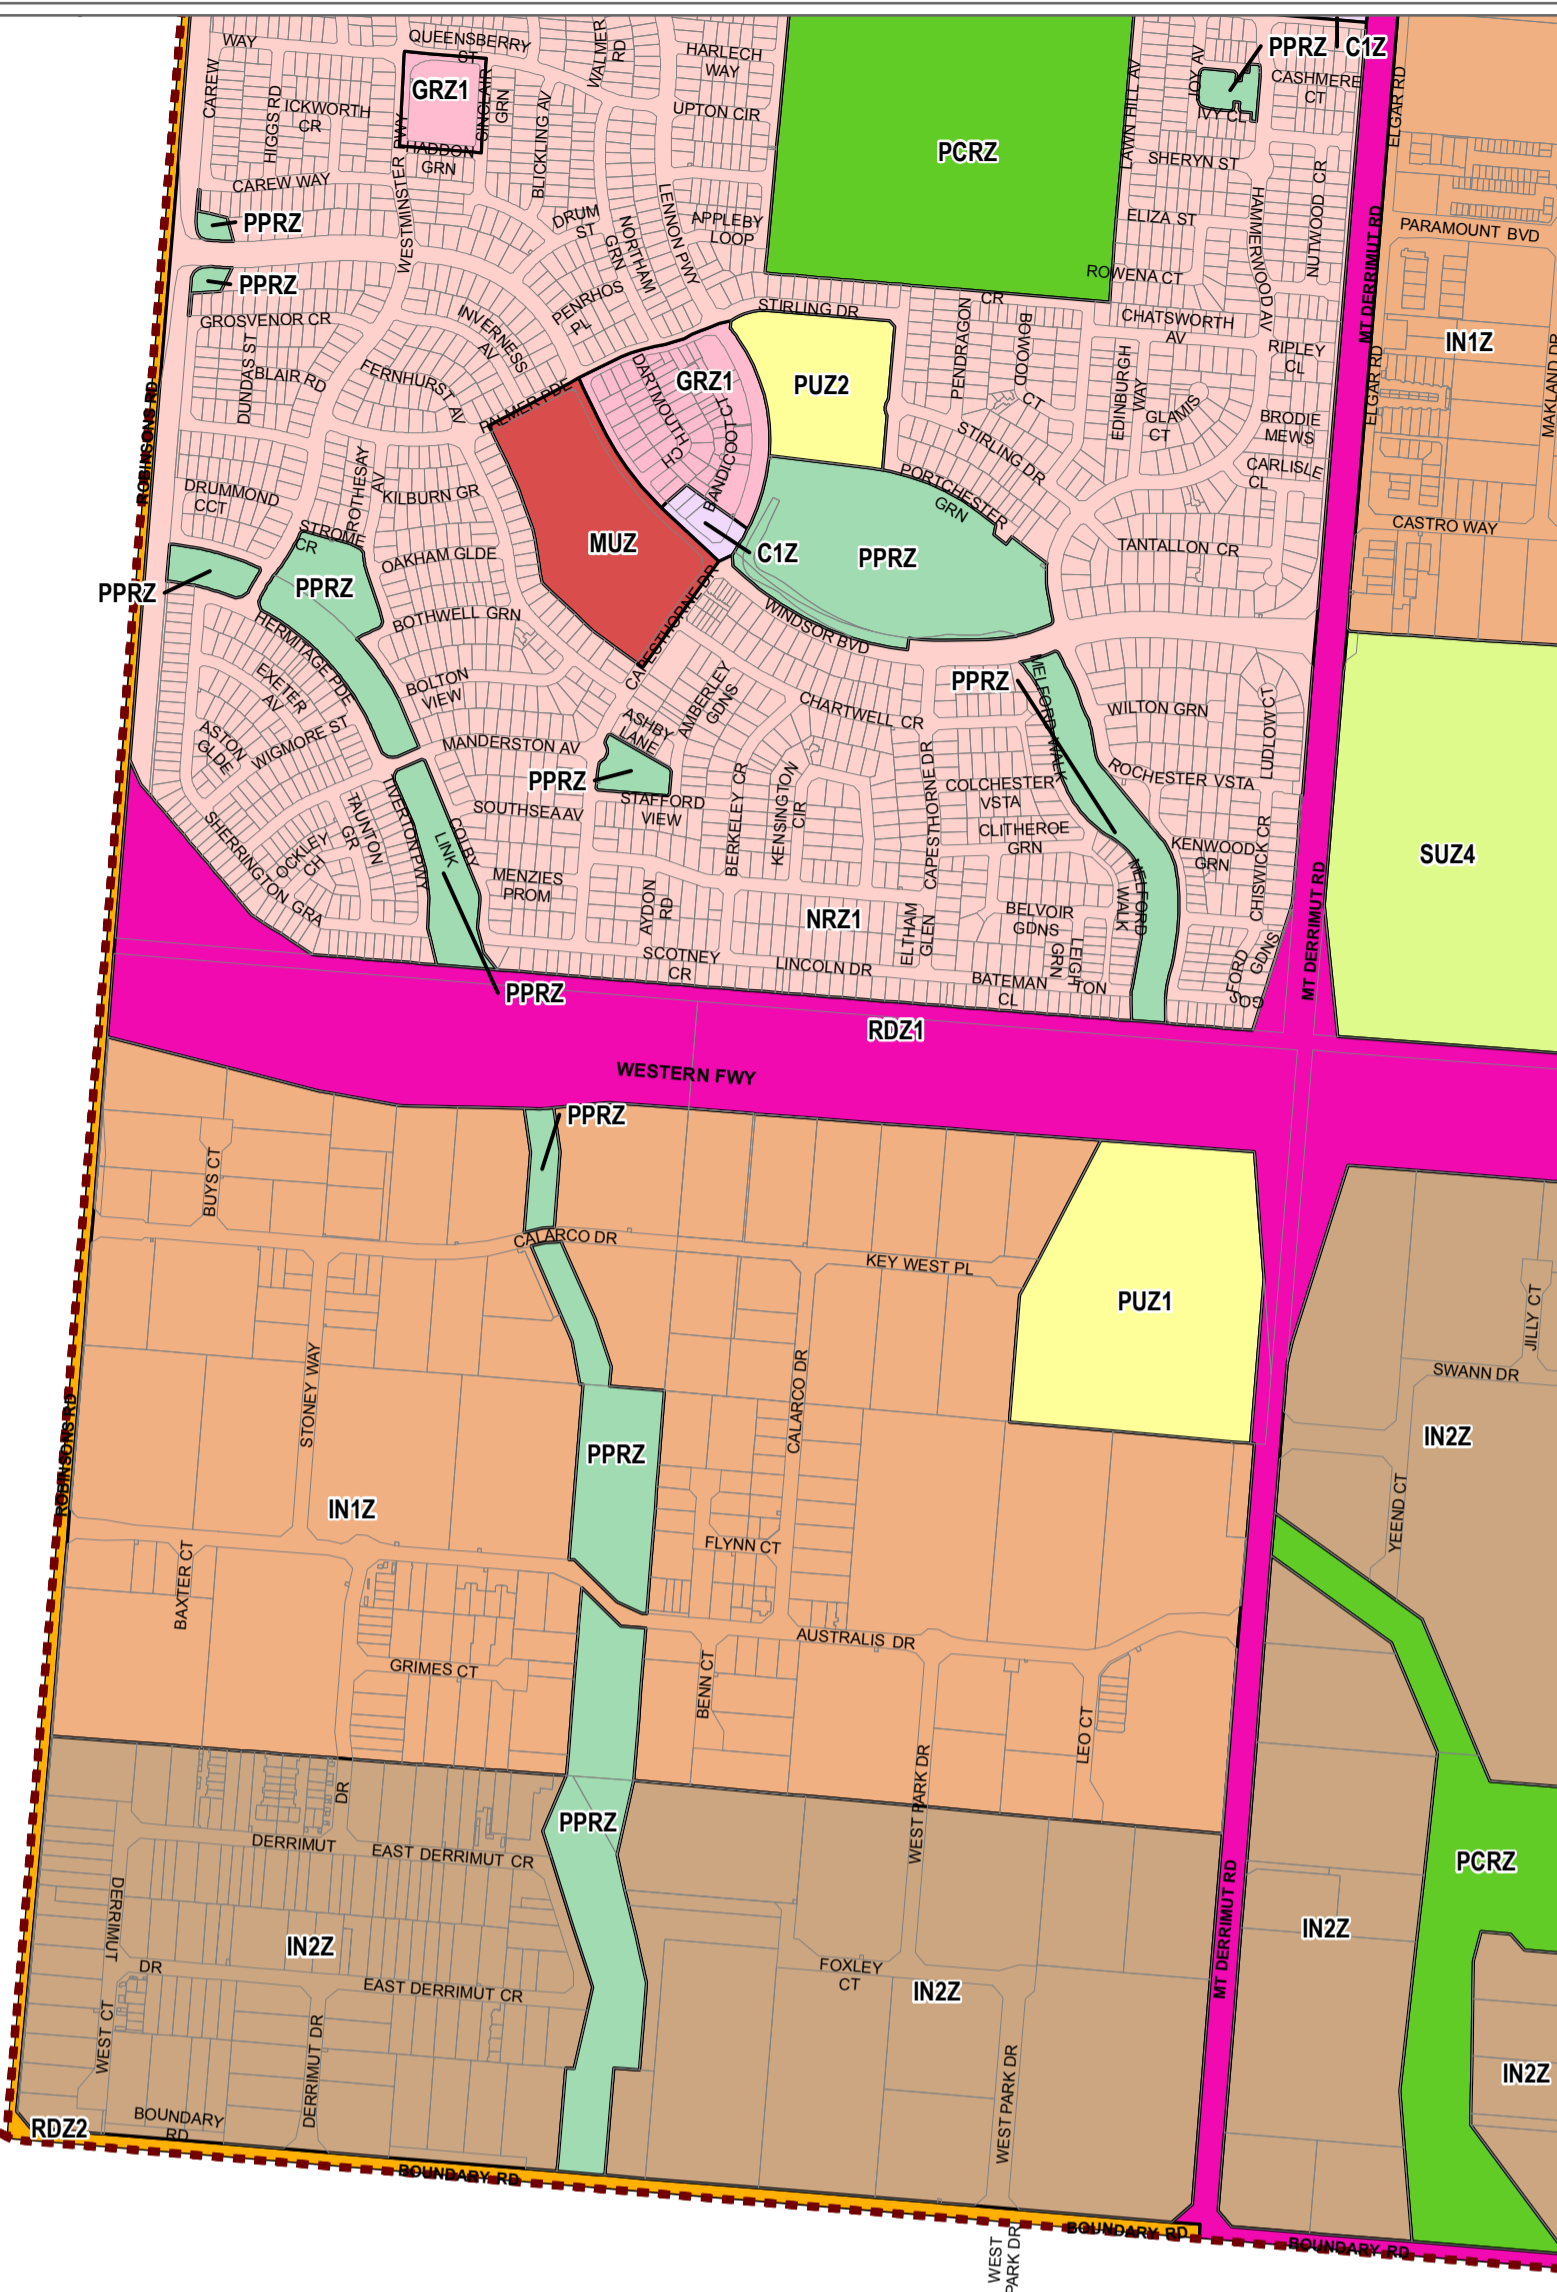 WAY
QUEENSBERRY
ST
WALMER
RD
HARLECH
WAY
JOY AV
PPRZ
C1Z
CAREW
GRZ1
SINCLAIR
GRN
LAWN HILL AV
CASHMERE
CT
ELGAR RD
HIGGS RD
ICKWORTH
CR
BLICKLING AV
UPTON CIR
IVY CL
WESTMINSTER PWY
HADDON
GRN
PCRZ
SHERYN ST
NUTWOOD CR
CAREW WAY
LENNON PWY
HAMMERWOOD AV
PPRZ
DRUM
ST
NORTHAM
GRN
APPLEBY
LOOP
ELIZA ST
MT DERRIMUT RD
PARAMOUNT BVD
PPRZ
PENRHOS
PL
ROWENA CT
STIRLING DR
CR
GROSVENOR CR
INVERNESS
AV
PENDRAGON
BOWOOD
CT
CHATSWORTH
AV
RIPLEY
CL
IN1Z
MAKLAND DR
DUNDAS ST
BLAIR RD
FERNHURST AV
DARTMOUTH CH
GRZ1
PUZ2
EDINBURGH
WAY
ELGAR RD
ROBINSONS RD
PALMER PDE
BANDICOOT CT
GLAMIS
CT
BRODIE
MEWS
STIRLING DR
DRUMMOND
CCT
ROTHESAY
AV
KILBURN GR
PORTCHESTER
GRN
CARLISLE
CL
STROME
CR
OAKHAM GLDE
MUZ
C1Z
PPRZ
TANTALLON CR
CASTRO WAY
PPRZ
PPRZ
HERMITAGE PDE
BOTHWELL GRN
CAPESTHORNE DR
WINDSOR BVD
EXETER
AV
BOLTON
VIEW
AMBERLEY
GDNS
PPRZ
MELFORD WALK
CHARTWELL CR
WILTON GRN
LUDLOW CT
ASTON
GLDE
WIGMORE ST
ASHBY
LANE
MANDERSTON AV
PPRZ
STAFFORD
VIEW
BERKELEY CR
KENSINGTON
CIR
CAPESTHORNE DR
COLCHESTER
VSTA
ROCHESTER VSTA
TIVERTON PWY
SOUTHSEA AV
TAUNTON
GR
SHERRINGTON GRA
OCKLEY
CH
COLBY
LINK
CLITHEROE
GRN
KENWOOD
GRN
CHISWICK CR
SUZ4
MENZIES
PROM
AYDON
RD
NRZ1
ELTHAM
GLEN
BELVOIR
GDNS
MELFORD
WALK
MT DERRIMUT RD
SCOTNEY
CR
LINCOLN DR
BATEMAN
CL
LEIGH
TON
GRN
GOS
FORD
GDNS
PPRZ
RDZ1
WESTERN FWY
PPRZ
BUYS CT
CALARCO DR
KEY WEST PL
PUZ1
JILLY CT
STONEY WAY
CALARCO DR
SWANN DR
ROBINSONS RD
PPRZ
IN2Z
IN1Z
YEEND CT
FLYNN CT
BAXTER CT
AUSTRALIS DR
GRIMES CT
BENN CT
LEO CT
WEST PARK DR
DR
PPRZ
DERRIMUT
EAST DERRIMUT CR
PCRZ
DERRIMUT
MT DERRIMUT RD
IN2Z
IN2Z
DR
FOXLEY
CT
EAST DERRIMUT CR
IN2Z
WEST CT
DERRIMUT DR
WEST PARK DR
IN2Z
RDZ2
BOUNDARY
RD
BOUNDARY RD
BOUNDARY RD
BOUNDARY RD
WEST
PARK DR